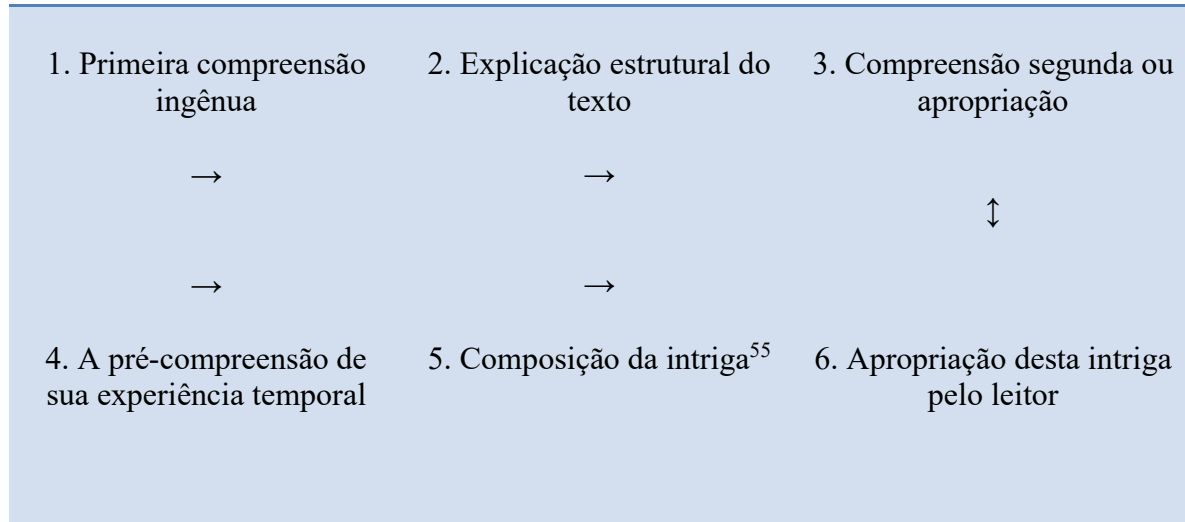 1. Primeira compreensão
ingênua
2. Explicação estrutural do
texto
3. Compreensão segunda ou
apropriação
→
→
↕
→
→
4. A pré-compreensão de
sua experiência temporal
5. Composição da intriga55
6. Apropriação desta intriga
pelo leitor